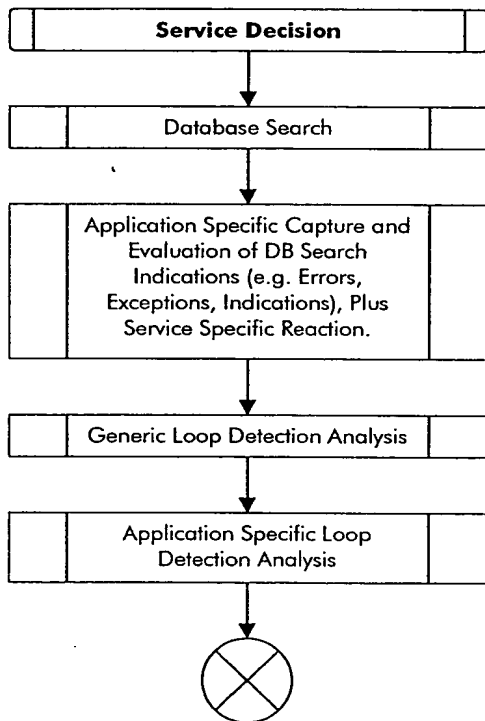 Service Decision
Database Search
Application Specific Capture and
Evaluation of DB Search
Indications (e.g. Errors,
Exceptions, Indications), Plus
Service Specific Reaction.
Generic Loop Detection Analysis
Application Specific Loop
Detection Analysis